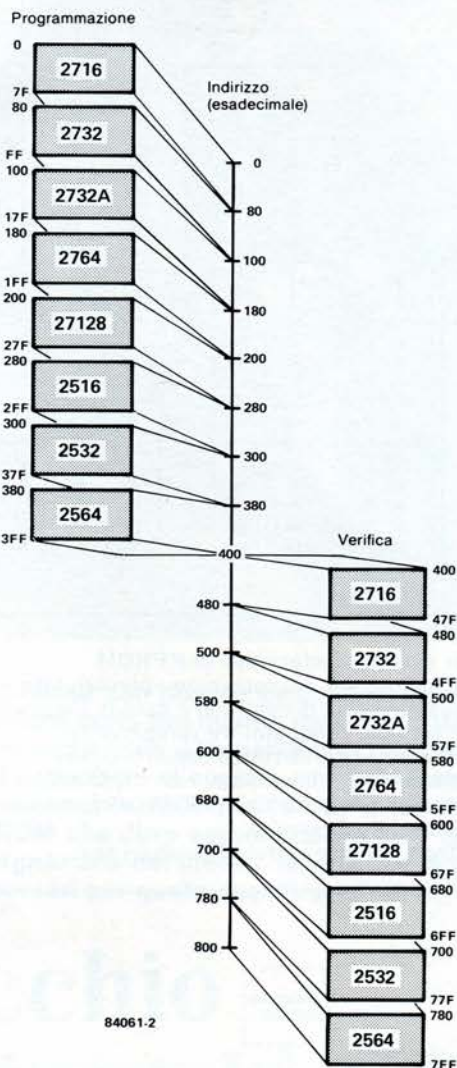 Programmazione
0
2716
7F
80
2732
FF
100
2732A
17F
180
2764
1FF
200
27128
27F
280
2516
2FF
300
2532
37F
380
2564
3FF
Indirizzo
(esadecimale)
0
80
100
180
200
280
300
380
400
480
500
580
600
680
700
780
800
Verifica
400
2716
47F
480
2732
4FF
500
2732A
57F
580
2764
5FF
600
27128
67F
680
2516
6FF
700
2532
77F
780
2564
7FF
84061-2